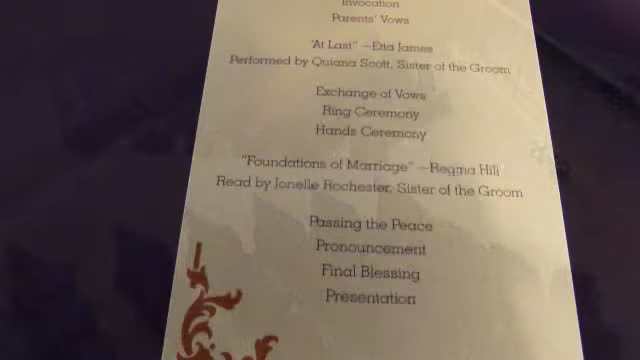 Invocation
Parents' Vows
"At Last" ~Etta James
Performed by Quiana Scott, Sister of the Groom
Exchange of Vows
Ring Ceremony
Hands Ceremony
"Foundations of Marriage" ~Regina Hill
Read by Jonelle Rochester, Sister of the Groom
Passing the Peace
Pronouncement
Final Blessing
Presentation